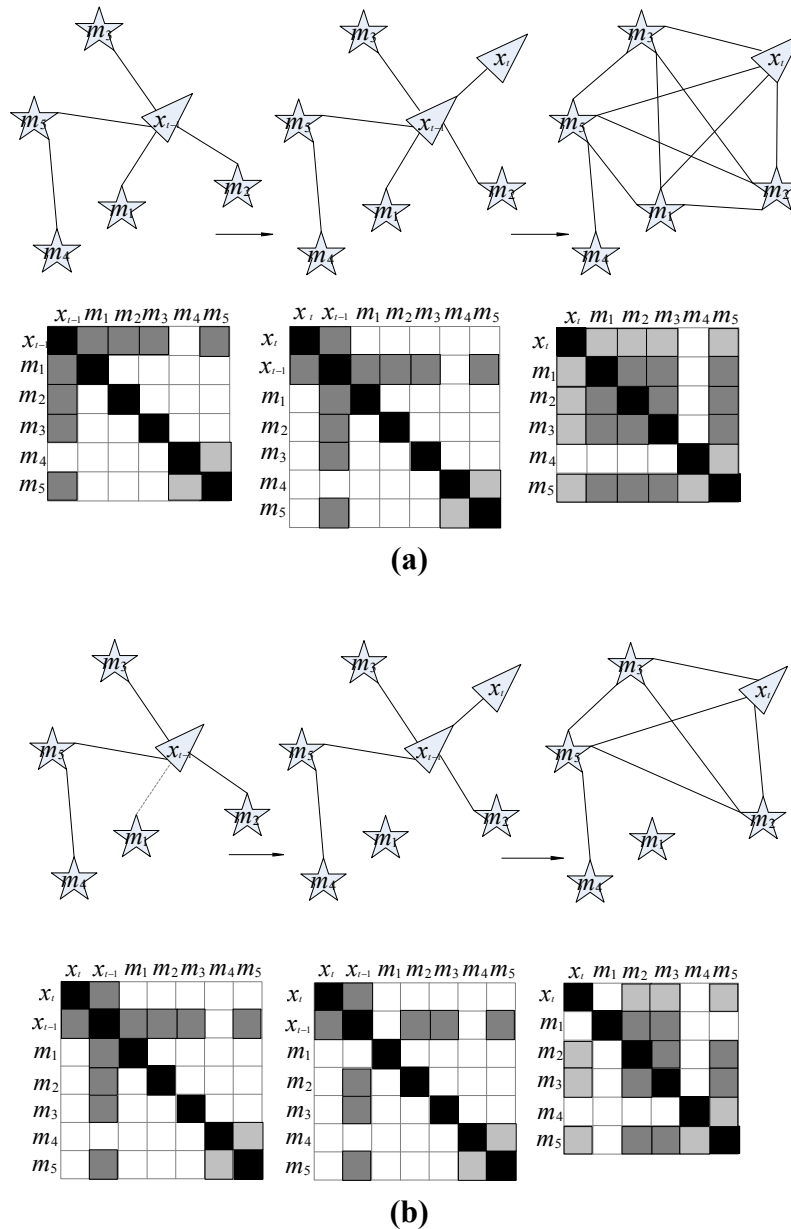 m₃ m₃ m₃
xₜ xₜ
m₅ xₜ₋₁ m₅ xₜ₋₁ m₅
m₂ m₂ m₂
m₁ m₁ m₁
m₄ m₄ m₄
xₜ₋₁ m₁ m₂ m₃ m₄ m₅
xₜ₋₁
m₁
m₂
m₃
m₄
m₅
xₜ xₜ₋₁ m₁ m₂ m₃ m₄ m₅
xₜ
xₜ₋₁
m₁
m₂
m₃
m₄
m₅
xₜ m₁ m₂ m₃ m₄ m₅
xₜ
m₁
m₂
m₃
m₄
m₅
(a)
m₃ m₃ m₃
xₜ xₜ
m₅ xₜ₋₁ m₅ xₜ₋₁ m₅
m₂ m₂ m₂
m₁ m₁ m₁
m₄ m₄ m₄
xₜ xₜ₋₁ m₁ m₂ m₃ m₄ m₅
xₜ
xₜ₋₁
m₁
m₂
m₃
m₄
m₅
xₜ xₜ₋₁ m₁ m₂ m₃ m₄ m₅
xₜ
xₜ₋₁
m₁
m₂
m₃
m₄
m₅
xₜ m₁ m₂ m₃ m₄ m₅
xₜ
m₁
m₂
m₃
m₄
m₅
(b)